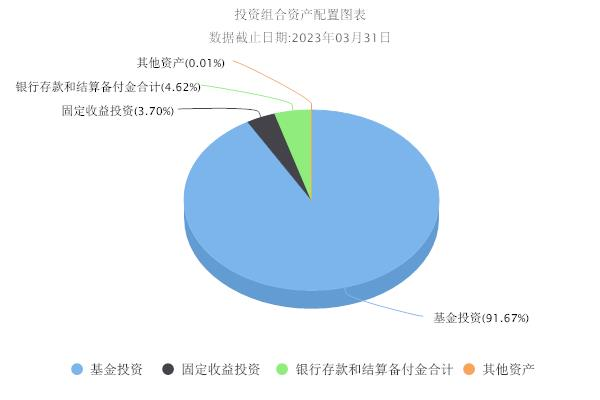 投资组合资产配置图表
数据截止日期:2023年03月31日
其他资产(0.01%)
银行存款和结算备付金合计(4.62%)
固定收益投资(3.70%)
基金投资(91.67%)
基金投资 固定收益投资 银行存款和结算备付金合计 其他资产